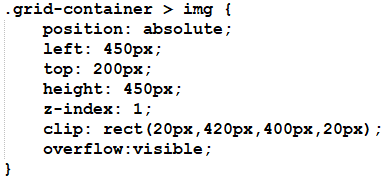 .grid-container > img {
position: absolute;
left: 450px;
top: 200px;
height: 450px;
z-index: 1;
clip: rect(20px,420px,400px,20px);
overflow:visible;
}